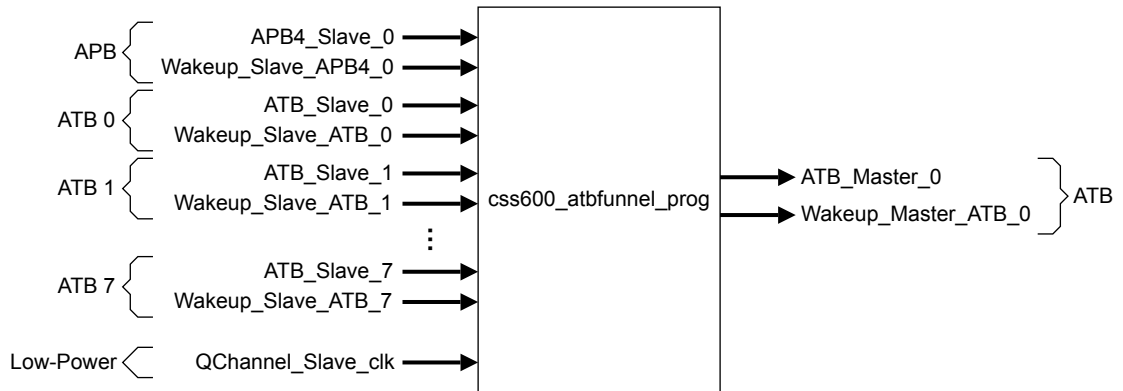 APB
APB4_Slave_0
Wakeup_Slave_APB4_0
ATB 0
ATB_Slave_0
Wakeup_Slave_ATB_0
ATB 1
ATB_Slave_1
Wakeup_Slave_ATB_1
...
ATB 7
ATB_Slave_7
Wakeup_Slave_ATB_7
Low-Power
QChannel_Slave_clk
css600_atbfunnel_prog
ATB_Master_0
Wakeup_Master_ATB_0
ATB